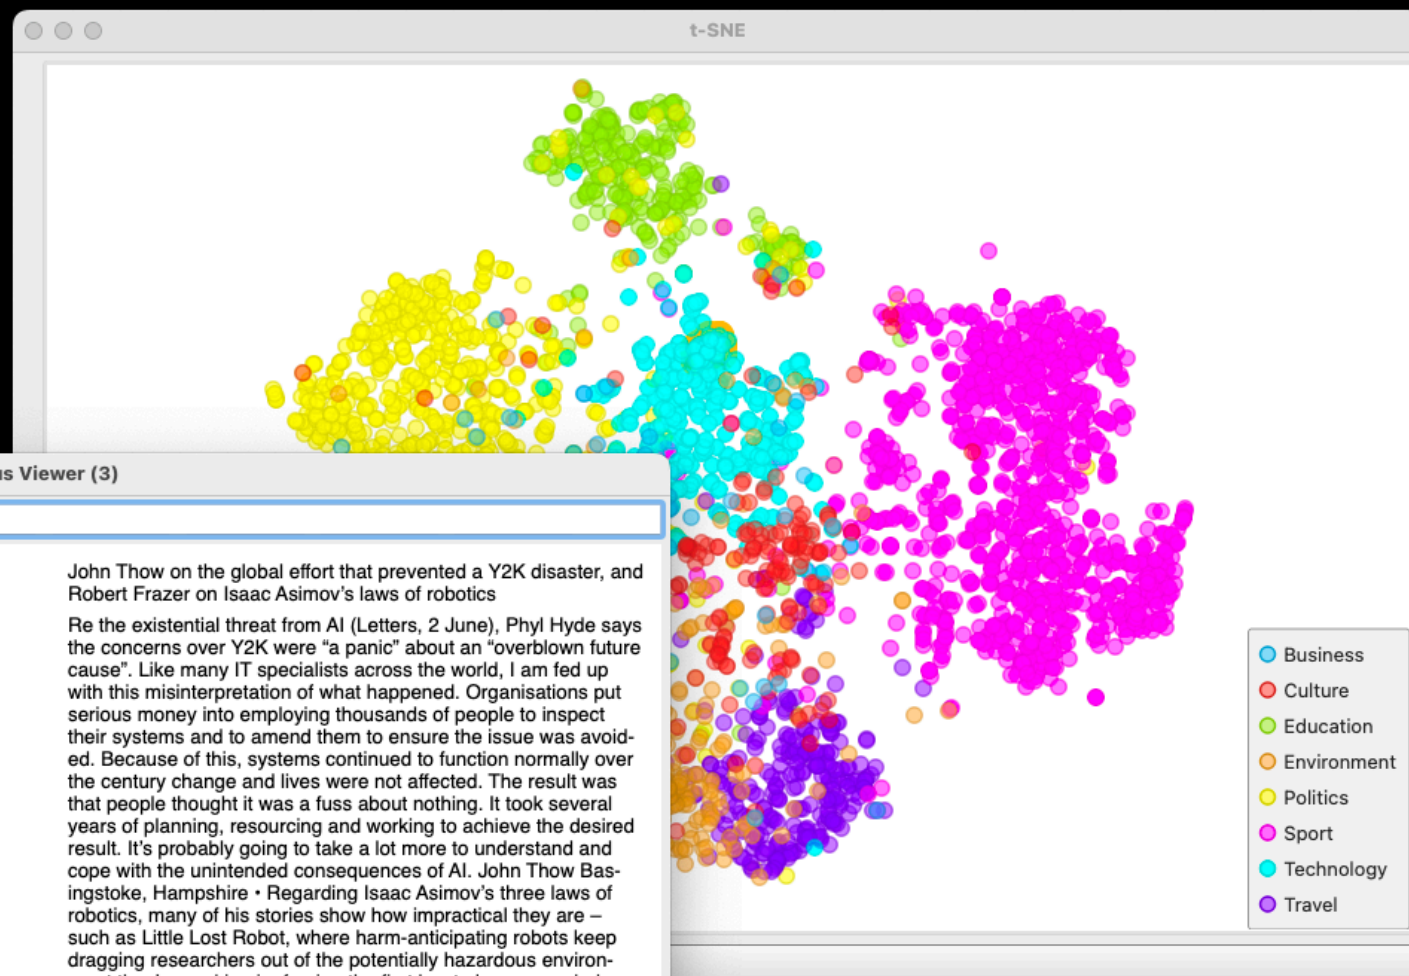 t-SNE
us Viewer (3)
John Thow on the global effort that prevented a Y2K disaster, and
Robert Frazer on Isaac Asimov’s laws of robotics
Re the existential threat from AI (Letters, 2 June), Phyl Hyde says
the concerns over Y2K were “a panic” about an “overblown future
cause”. Like many IT specialists across the world, I am fed up
with this misinterpretation of what happened. Organisations put
serious money into employing thousands of people to inspect
their systems and to amend them to ensure the issue was avoid-
ed. Because of this, systems continued to function normally over
the century change and lives were not affected. The result was
that people thought it was a fuss about nothing. It took several
years of planning, resourcing and working to achieve the desired
result. It’s probably going to take a lot more to understand and
cope with the unintended consequences of AI. John Thow Bas-
ingstoke, Hampshire • Regarding Isaac Asimov’s three laws of
robotics, many of his stories show how impractical they are –
such as Little Lost Robot, where harm-anticipating robots keep
dragging researchers out of the potentially hazardous environ-
Business
Culture
Education
Environment
Politics
Sport
Technology
Travel